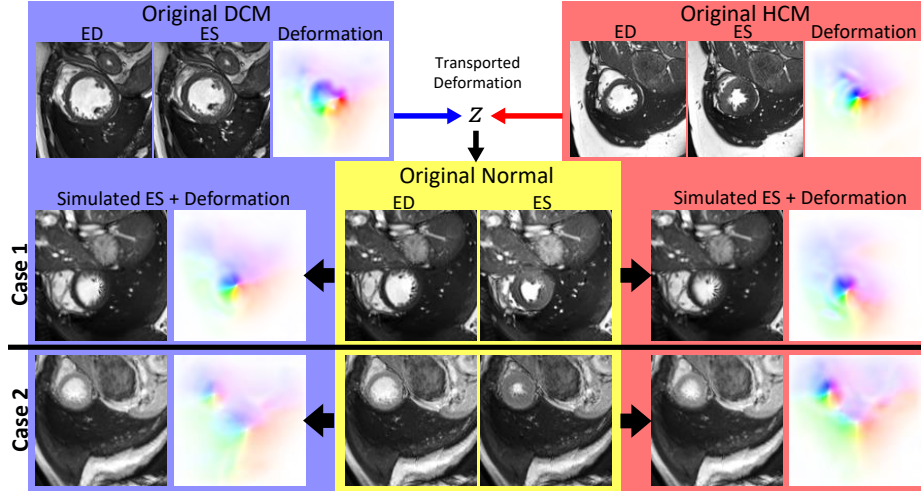 Original DCM
ED ES Deformation
Transported
Deformation
z
Original HCM
ED ES Deformation
Original Normal
ED ES
Simulated ES + Deformation
Simulated ES + Deformation
Case 1
Case 2